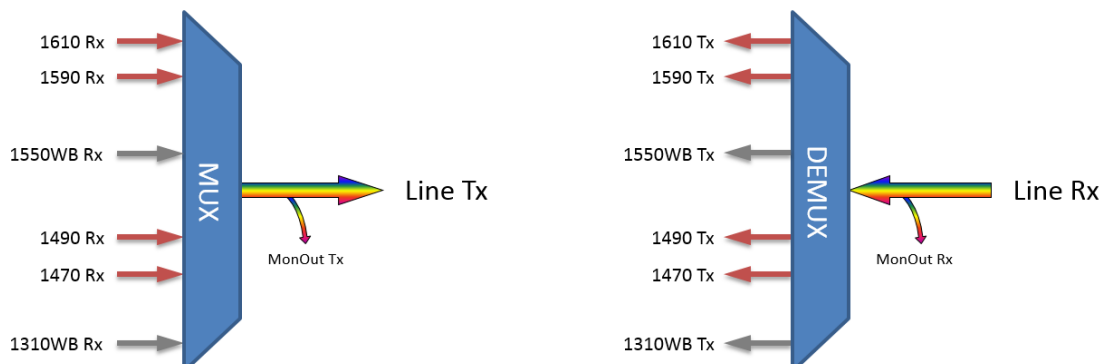 1610 Rx
1590 Rx
1550WB Rx
1490 Rx
1470 Rx
1310WB Rx
MUX
Line Tx
MonOut Tx
1610 Tx
1590 Tx
1550WB Tx
1490 Tx
1470 Tx
1310WB Tx
DEMUX
Line Rx
MonOut Rx